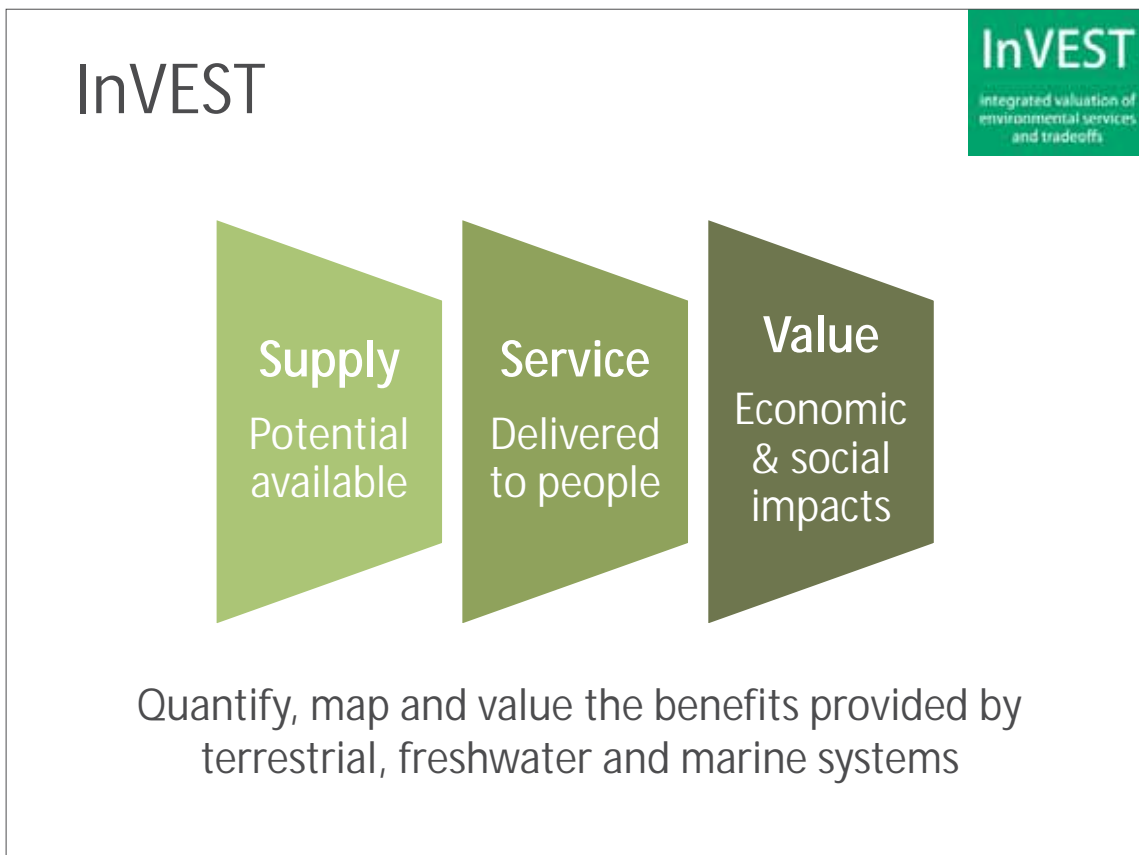 InVEST
InVEST
integrated valuation of
environmental services
and tradeoffs
Supply
Potential
available
Service
Delivered
to people
Value
Economic
& social
impacts
Quantify, map and value the benefits provided by
terrestrial, freshwater and marine systems